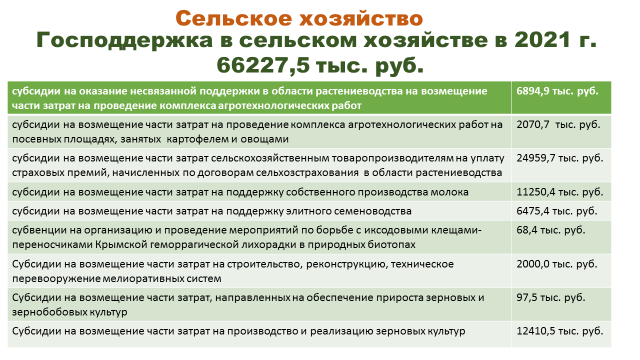 Сельское хозяйство
Господдержка в сельском хозяйстве в 2021 г.
66227,5 тыс. руб.
субсидии на оказание несвязанной поддержки в области растениеводства на возмещение
части затрат на проведение комплекса агротехнологических работ
6894,9 тыс. руб.
субсидии на возмещение части затрат на проведение комплекса агротехнологических работ на
посевных площадях, занятых картофелем и овощами
2070,7 тыс. руб.
субсидии на возмещение части затрат сельскохозяйственным товаропроизводителям на уплату
страховых премий, начисленных по договорам сельхозстрахования в области растениеводства
24959,7 тыс. руб.
субсидии на возмещение части затрат на поддержку собственного производства молока
11250,4 тыс. руб.
субсидии на возмещение части затрат на поддержку элитного семеноводства
6475,4 тыс. руб.
субвенции на организацию и проведение мероприятий по борьбе с иксодовыми клещами-
переносчиками Крымской геморрагической лихорадки в природных биотопах
68,4 тыс. руб.
Субсидии на возмещение части затрат на строительство, реконструкцию, техническое
перевооружение мелиоративных систем
2000,0 тыс. руб.
Субсидии на возмещение части затрат, направленных на обеспечение прироста зерновых и
зернобобовых культур
97,5 тыс. руб.
Субсидии на возмещение части затрат на производство и реализацию зерновых культур
12410,5 тыс. руб.